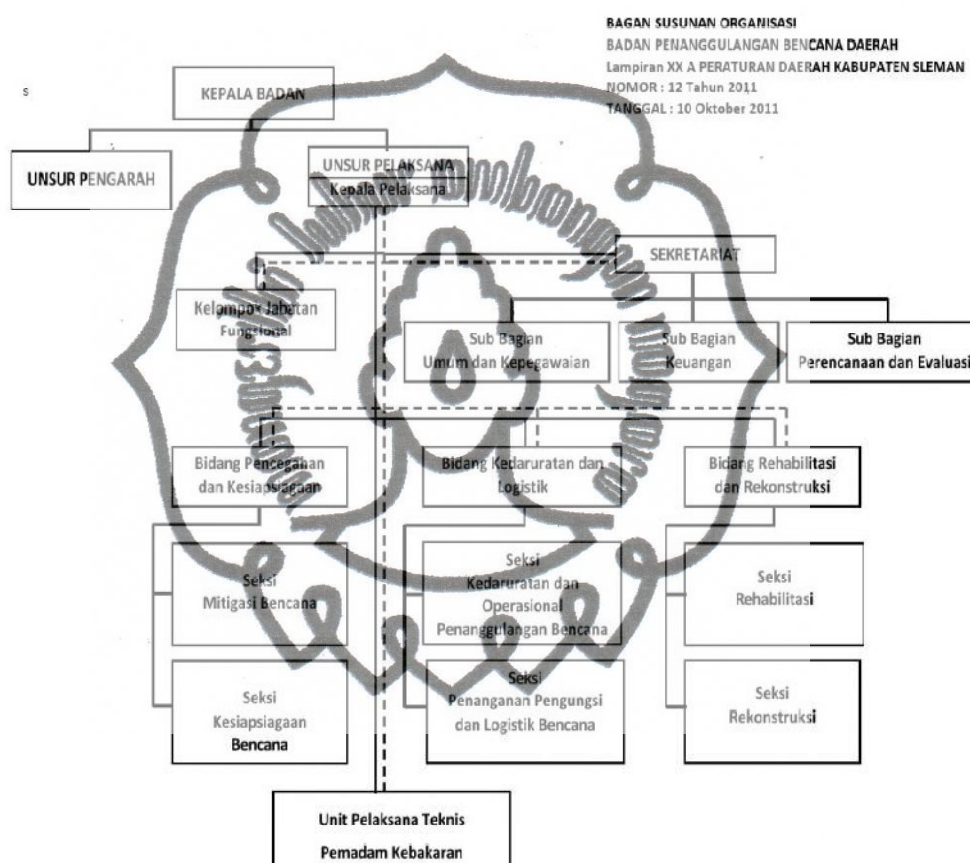 BAGAN SUSUNAN ORGANISASI
BADAN PENANGGULANGAN BENCANA DAERAH
Lampiran XX A PERATURAN DAERAH KABUPATEN SLEMAN
NOMOR : 12 Tahun 2011
TANGGAL : 10 Oktober 2011
s
KEPALA BADAN
UNSUR PENGARAH
UNSUR PELAKSANA
Kepala Pelaksana
SEKRETARIAT
Kelompok Jabatan
Fungsional
Sub Bagian
Umum dan Kepegawaian
Sub Bagian
Keuangan
Sub Bagian
Perencanaan dan Evaluasi
Bidang Pencegahan
dan Kesiapsiagaan
Bidang Kedaruratan dan
Logistik
Bidang Rehabilitasi
dan Rekonstruksi
Seksi
Mitigasi Bencana
Seksi
Kedaruratan dan
Operasional
Penanggulangan Bencana
Seksi
Rehabilitasi
Seksi
Kesiapsiagaan
Bencana
Seksi
Penanganan Pengungsi
dan Logistik Bencana
Seksi
Rekonstruksi
Unit Pelaksana Teknis
Pemadam Kebakaran